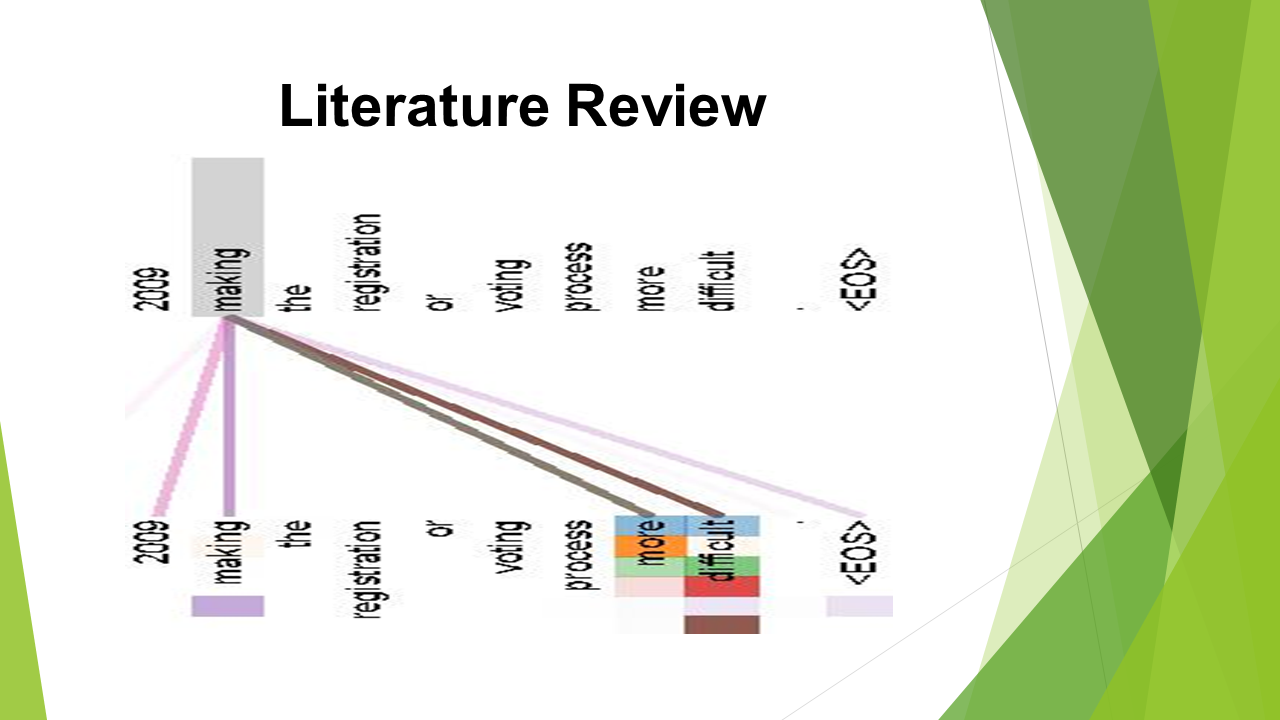 Literature Review
2009 making the registration or voting process more difficult . <EOS>
2009 making the registration or voting process more difficult . <EOS>